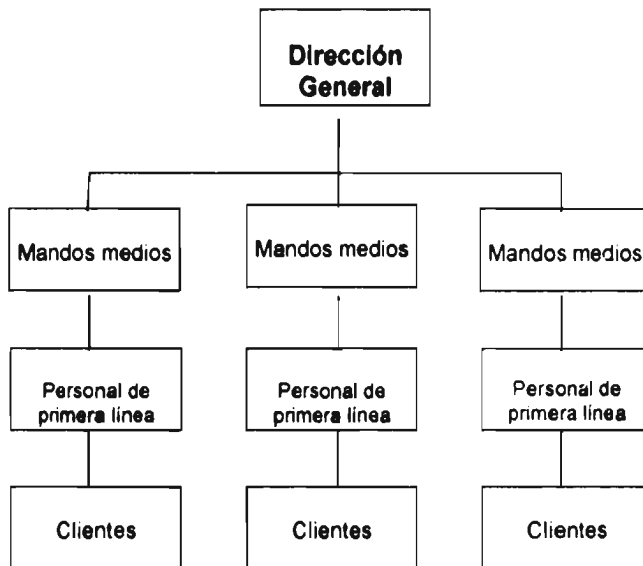 Dirección
General
Mandos medios
Mandos medios
Mandos medios
Personal de
primera línea
Personal de
primera línea
Personal de
primera línea
Clientes
Clientes
Clientes